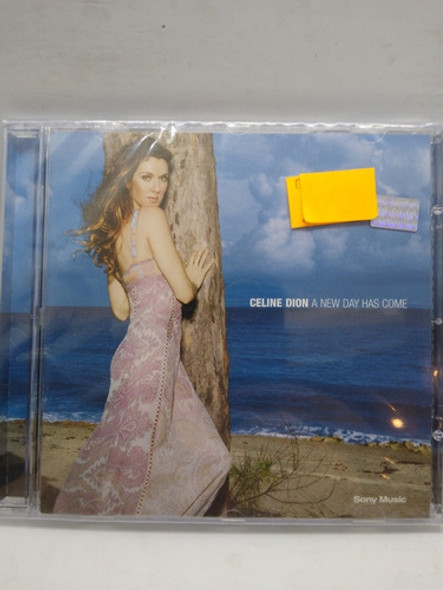 CELINE DION A NEW DAY HAS COME
Sony Music